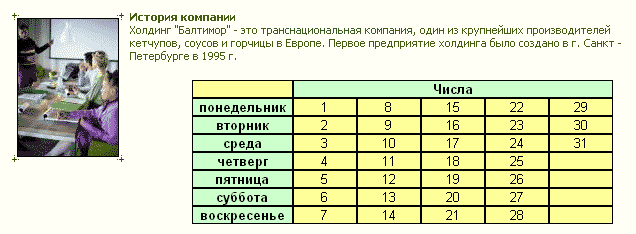 История компании
Холдинг "Балтимор" - это транснациональная компания, один из крупнейших производителей
кетчупов, соусов и горчицы в Европе. Первое предприятие холдинга было создано в г. Санкт -
Петербурге в 1995 г.
Числа
понедельник 1 8 15 22 29
вторник 2 9 16 23 30
среда 3 10 17 24 31
четверг 4 11 18 25
пятница 5 12 19 26
суббота 6 13 20 27
воскресенье 7 14 21 28